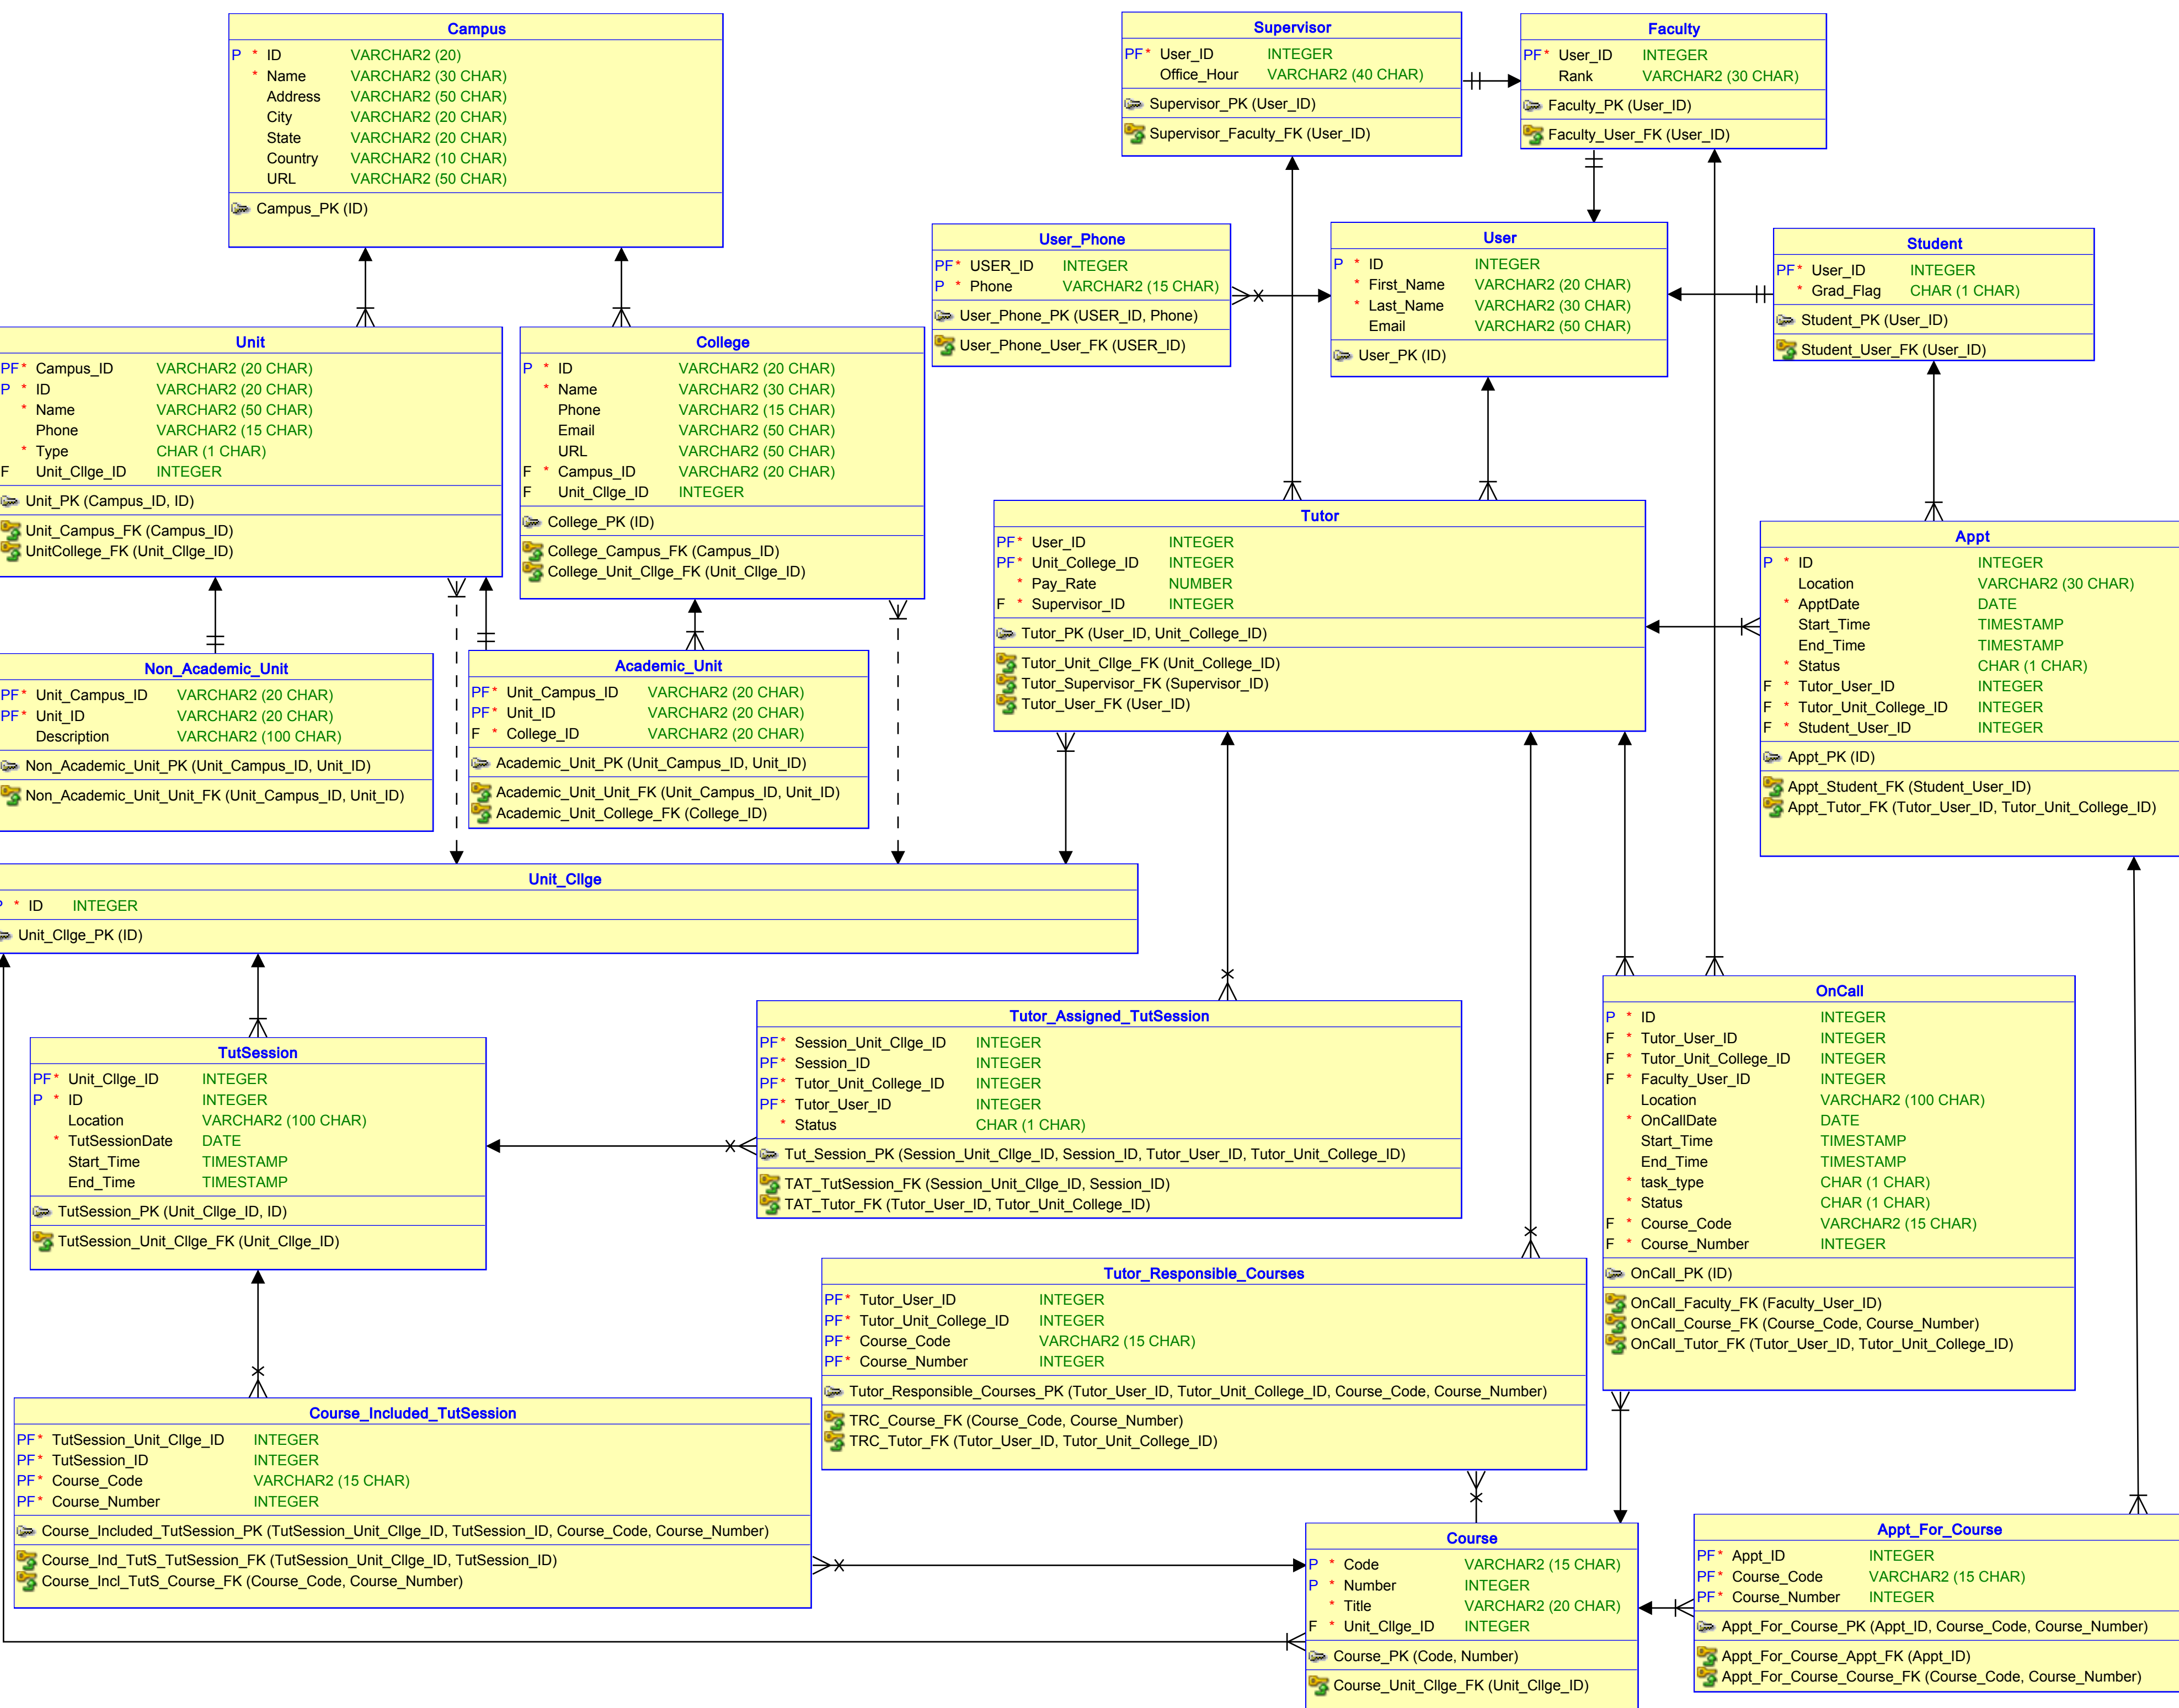 Campus
P * ID VARCHAR2 (20)
* Name VARCHAR2 (30 CHAR)
Address VARCHAR2 (50 CHAR)
City VARCHAR2 (20 CHAR)
State VARCHAR2 (20 CHAR)
Country VARCHAR2 (10 CHAR)
URL VARCHAR2 (50 CHAR)
Campus_PK (ID)
Supervisor
PF* User_ID INTEGER
Office_Hour VARCHAR2 (40 CHAR)
Supervisor_PK (User_ID)
Supervisor_Faculty_FK (User_ID)
Faculty
PF* User_ID INTEGER
Rank VARCHAR2 (30 CHAR)
Faculty_PK (User_ID)
Faculty_User_FK (User_ID)
User_Phone
PF* USER_ID INTEGER
P * Phone VARCHAR2 (15 CHAR)
User_Phone_PK (USER_ID, Phone)
User_Phone_User_FK (USER_ID)
User
P * ID INTEGER
* First_Name VARCHAR2 (20 CHAR)
* Last_Name VARCHAR2 (30 CHAR)
Email VARCHAR2 (50 CHAR)
User_PK (ID)
Student
PF* User_ID INTEGER
* Grad_Flag CHAR (1 CHAR)
Student_PK (User_ID)
Student_User_FK (User_ID)
Unit
PF* Campus_ID VARCHAR2 (20 CHAR)
P * ID VARCHAR2 (20 CHAR)
* Name VARCHAR2 (50 CHAR)
Phone VARCHAR2 (15 CHAR)
* Type CHAR (1 CHAR)
F Unit_Cllge_ID INTEGER
Unit_PK (Campus_ID, ID)
Unit_Campus_FK (Campus_ID)
UnitCollege_FK (Unit_Cllge_ID)
College
P * ID VARCHAR2 (20 CHAR)
* Name VARCHAR2 (30 CHAR)
Phone VARCHAR2 (15 CHAR)
Email VARCHAR2 (50 CHAR)
URL VARCHAR2 (50 CHAR)
F * Campus_ID VARCHAR2 (20 CHAR)
F Unit_Cllge_ID INTEGER
College_PK (ID)
College_Campus_FK (Campus_ID)
College_Unit_Cllge_FK (Unit_Cllge_ID)
Tutor
PF* User_ID INTEGER
PF* Unit_College_ID INTEGER
* Pay_Rate NUMBER
F * Supervisor_ID INTEGER
Tutor_PK (User_ID, Unit_College_ID)
Tutor_Unit_Cllge_FK (Unit_College_ID)
Tutor_Supervisor_FK (Supervisor_ID)
Tutor_User_FK (User_ID)
Appt
P * ID INTEGER
Location VARCHAR2 (30 CHAR)
* ApptDate DATE
Start_Time TIMESTAMP
End_Time TIMESTAMP
* Status CHAR (1 CHAR)
F * Tutor_User_ID INTEGER
F * Tutor_Unit_College_ID INTEGER
F * Student_User_ID INTEGER
Appt_PK (ID)
Appt_Student_FK (Student_User_ID)
Appt_Tutor_FK (Tutor_User_ID, Tutor_Unit_College_ID)
Non_Academic_Unit
PF* Unit_Campus_ID VARCHAR2 (20 CHAR)
PF* Unit_ID VARCHAR2 (20 CHAR)
Description VARCHAR2 (100 CHAR)
Non_Academic_Unit_PK (Unit_Campus_ID, Unit_ID)
Non_Academic_Unit_Unit_FK (Unit_Campus_ID, Unit_ID)
Academic_Unit
PF* Unit_Campus_ID VARCHAR2 (20 CHAR)
PF* Unit_ID VARCHAR2 (20 CHAR)
F * College_ID VARCHAR2 (20 CHAR)
Academic_Unit_PK (Unit_Campus_ID, Unit_ID)
Academic_Unit_Unit_FK (Unit_Campus_ID, Unit_ID)
Academic_Unit_College_FK (College_ID)
Unit_Cllge
P * ID INTEGER
Unit_Cllge_PK (ID)
TutSession
PF* Unit_Cllge_ID INTEGER
P * ID INTEGER
Location VARCHAR2 (100 CHAR)
* TutSessionDate DATE
Start_Time TIMESTAMP
End_Time TIMESTAMP
TutSession_PK (Unit_Cllge_ID, ID)
TutSession_Unit_Cllge_FK (Unit_Cllge_ID)
Tutor_Assigned_TutSession
PF* Session_Unit_Cllge_ID INTEGER
PF* Session_ID INTEGER
PF* Tutor_Unit_College_ID INTEGER
PF* Tutor_User_ID INTEGER
* Status CHAR (1 CHAR)
Tut_Session_PK (Session_Unit_Cllge_ID, Session_ID, Tutor_User_ID, Tutor_Unit_College_ID)
TAT_TutSession_FK (Session_Unit_Cllge_ID, Session_ID)
TAT_Tutor_FK (Tutor_User_ID, Tutor_Unit_College_ID)
OnCall
P * ID INTEGER
F * Tutor_User_ID INTEGER
F * Tutor_Unit_College_ID INTEGER
F * Faculty_User_ID INTEGER
Location VARCHAR2 (100 CHAR)
* OnCallDate DATE
Start_Time TIMESTAMP
End_Time TIMESTAMP
* task_type CHAR (1 CHAR)
* Status CHAR (1 CHAR)
F * Course_Code VARCHAR2 (15 CHAR)
F * Course_Number INTEGER
OnCall_PK (ID)
OnCall_Faculty_FK (Faculty_User_ID)
OnCall_Course_FK (Course_Code, Course_Number)
OnCall_Tutor_FK (Tutor_User_ID, Tutor_Unit_College_ID)
Tutor_Responsible_Courses
PF* Tutor_User_ID INTEGER
PF* Tutor_Unit_College_ID INTEGER
PF* Course_Code VARCHAR2 (15 CHAR)
PF* Course_Number INTEGER
Tutor_Responsible_Courses_PK (Tutor_User_ID, Tutor_Unit_College_ID, Course_Code, Course_Number)
TRC_Course_FK (Course_Code, Course_Number)
TRC_Tutor_FK (Tutor_User_ID, Tutor_Unit_College_ID)
Course_Included_TutSession
PF* TutSession_Unit_Cllge_ID INTEGER
PF* TutSession_ID INTEGER
PF* Course_Code VARCHAR2 (15 CHAR)
PF* Course_Number INTEGER
Course_Included_TutSession_PK (TutSession_Unit_Cllge_ID, TutSession_ID, Course_Code, Course_Number)
Course_Ind_TutS_TutSession_FK (TutSession_Unit_Cllge_ID, TutSession_ID)
Course_Incl_TutS_Course_FK (Course_Code, Course_Number)
Course
P * Code VARCHAR2 (15 CHAR)
P * Number INTEGER
* Title VARCHAR2 (20 CHAR)
F * Unit_Cllge_ID INTEGER
Course_PK (Code, Number)
Course_Unit_Cllge_FK (Unit_Cllge_ID)
Appt_For_Course
PF* Appt_ID INTEGER
PF* Course_Code VARCHAR2 (15 CHAR)
PF* Course_Number INTEGER
Appt_For_Course_PK (Appt_ID, Course_Code, Course_Number)
Appt_For_Course_Appt_FK (Appt_ID)
Appt_For_Course_Course_FK (Course_Code, Course_Number)